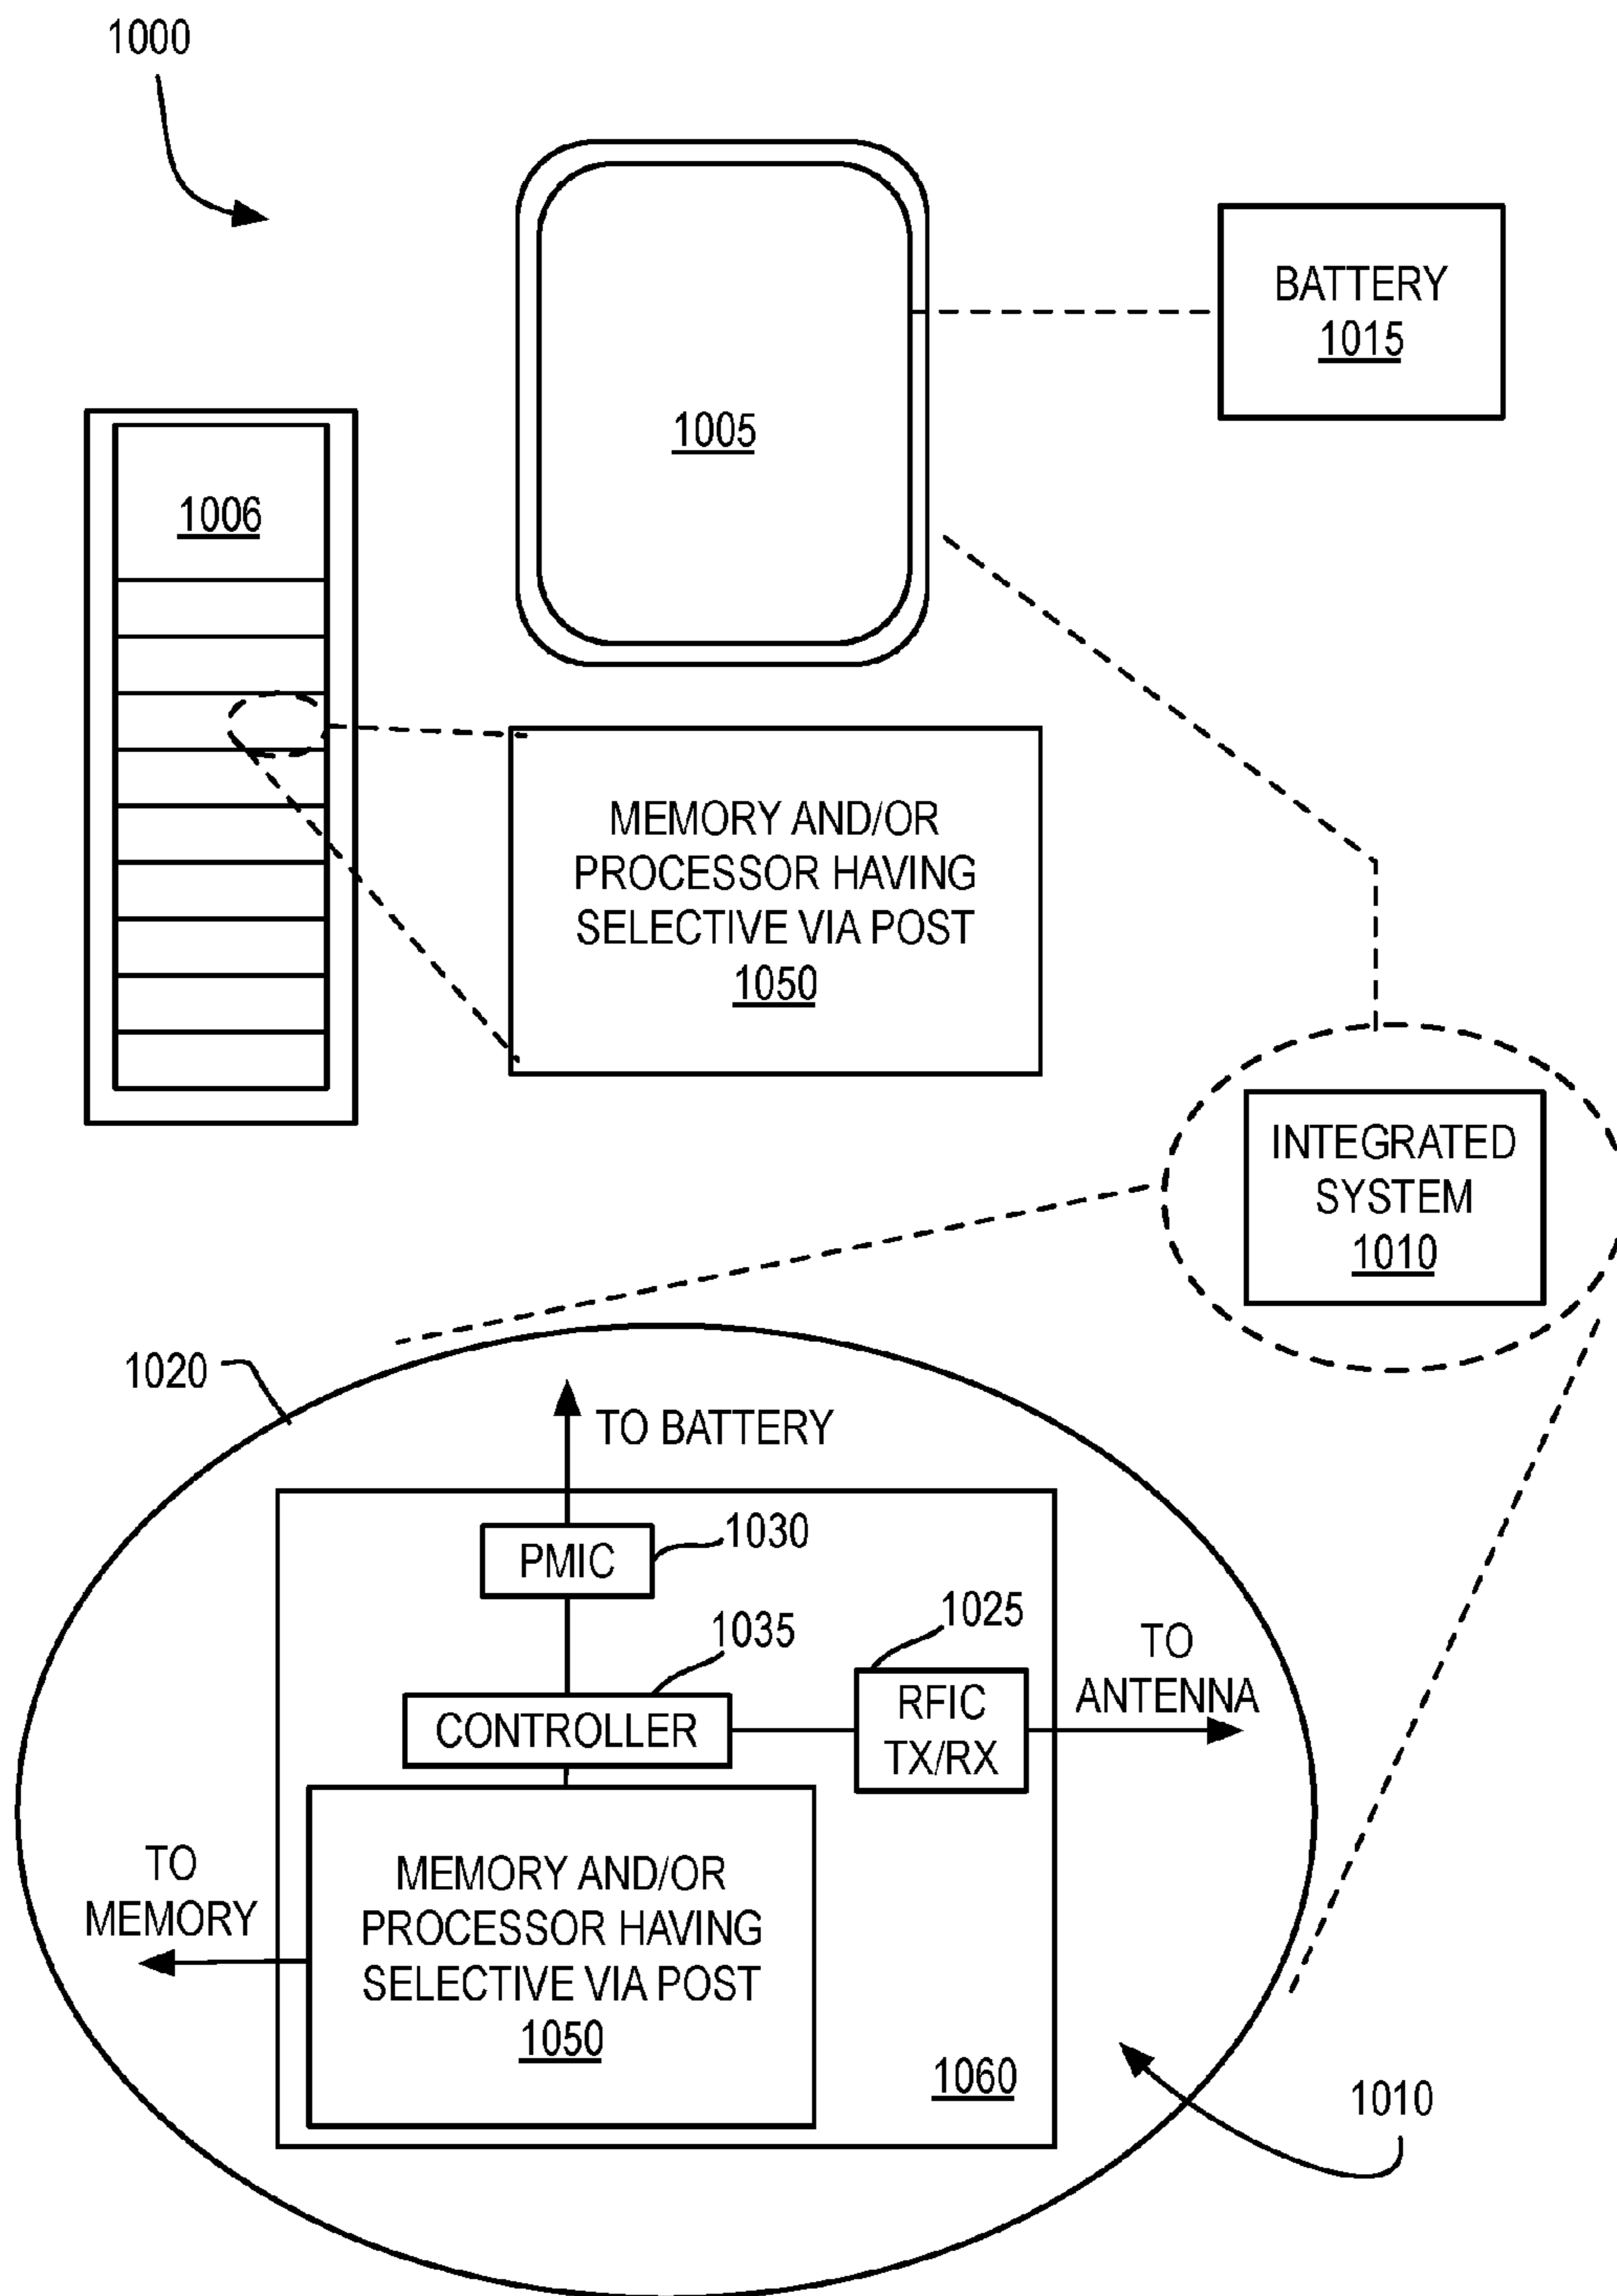 1000
BATTERY
1015
1005
1006
MEMORY AND/OR
PROCESSOR HAVING
SELECTIVE VIA POST
1050
INTEGRATED
SYSTEM
1010
1020
TO BATTERY
PMIC
1030
1035
1025
CONTROLLER
RFIC
TX/RX
TO
ANTENNA
TO
MEMORY
MEMORY AND/OR
PROCESSOR HAVING
SELECTIVE VIA POST
1050
1060
1010